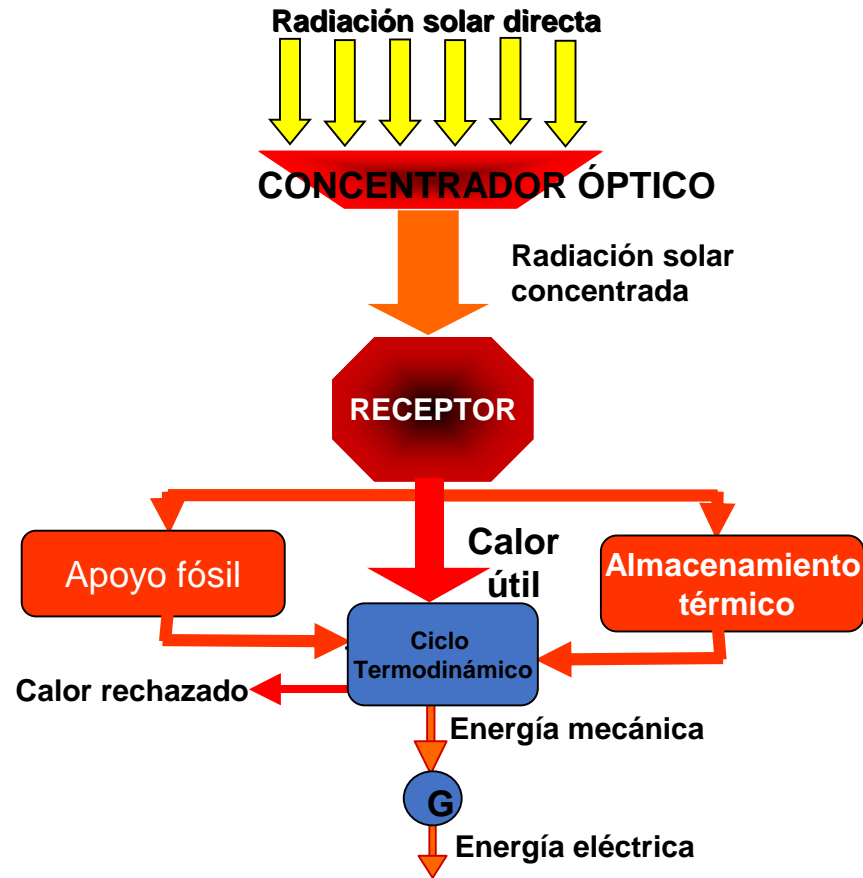 Radiación solar directa
CONCENTRADOR ÓPTICO
Radiación solar
concentrada
RECEPTOR
Apoyo fósil
Calor
útil
Almacenamiento
térmico
Ciclo
Termodinámico
Calor rechazado
Energía mecánica
G
Energía eléctrica